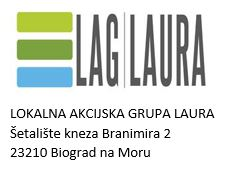 LAG LAURA
LOKALNA AKCIJSKA GRUPA LAURA
Šetalište kneza Branimira 2
23210 Biograd na Moru